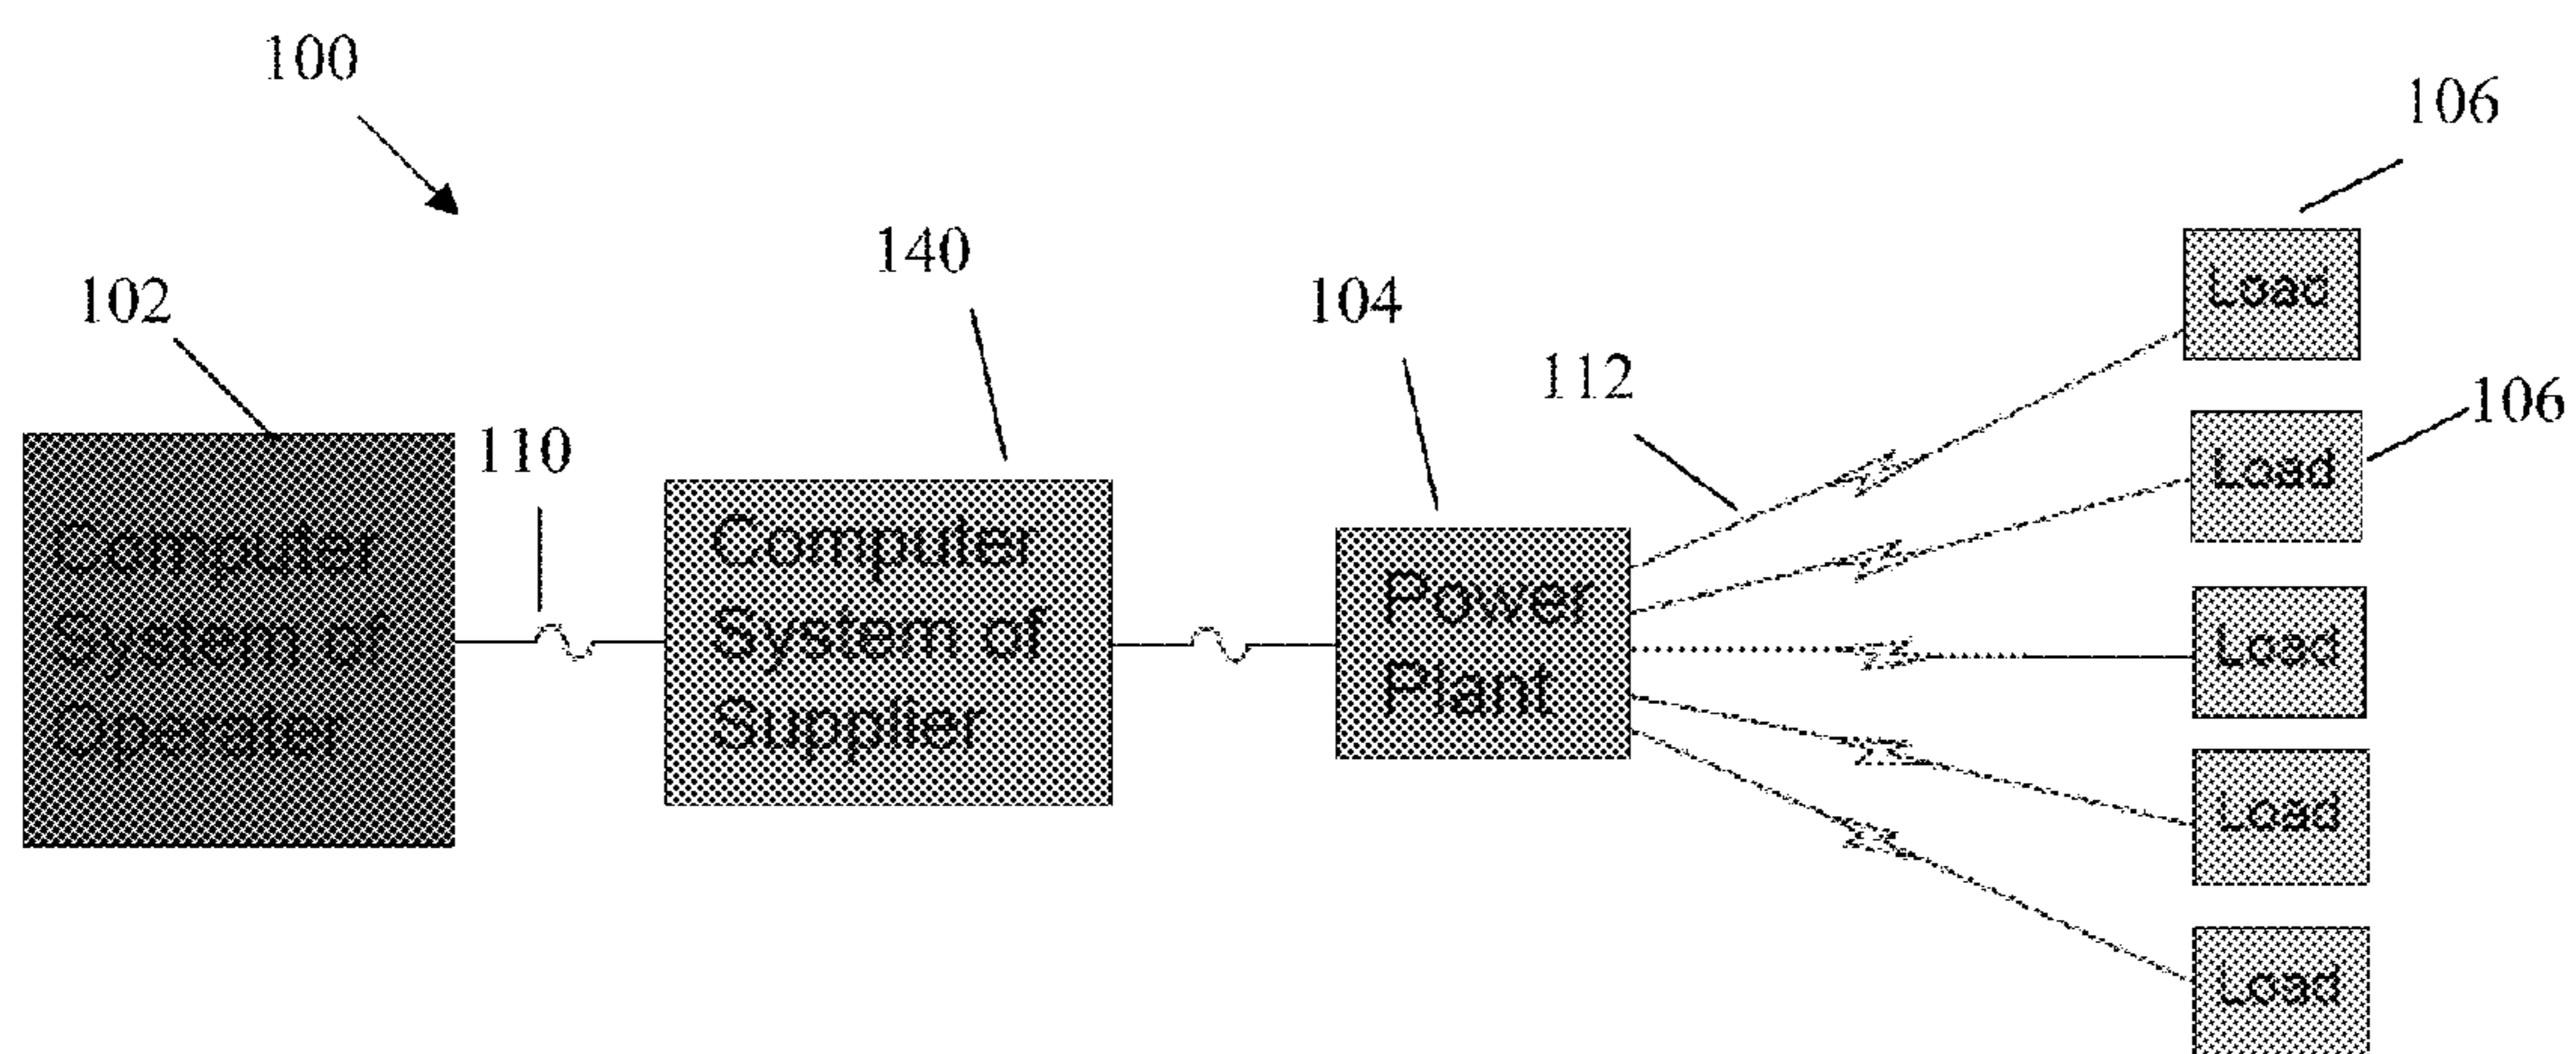 100
106
140
102
104
112
110
Load
Load
106
Computer
System of
Operater
Computer
System of
Supplier
Power
Plant
Load
Load
Load